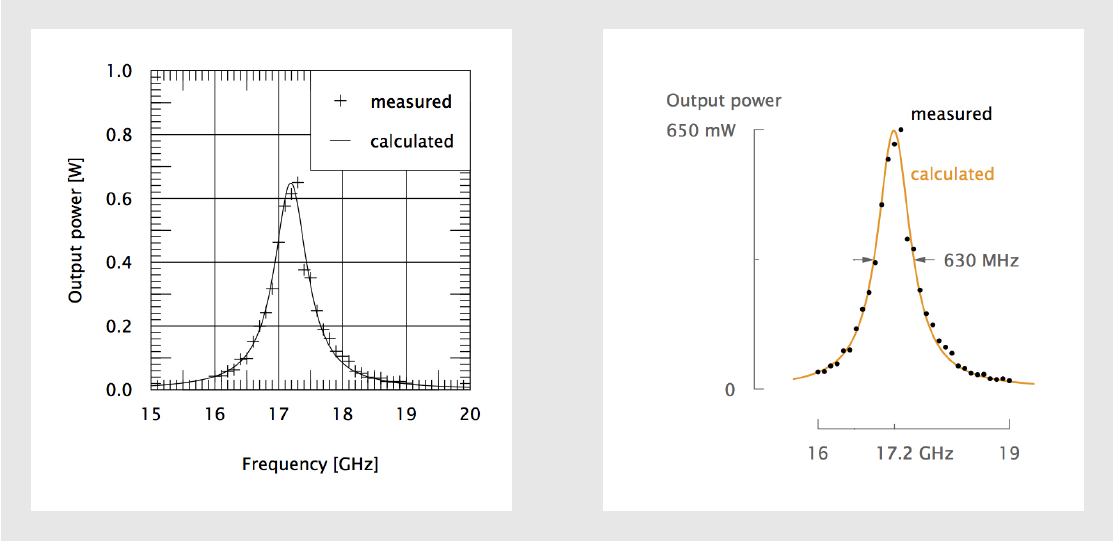 1.0
0.8
0.6
0.4
0.2
0.0
Output power [W]
measured
calculated
15 16 17 18 19 20
Frequency [GHz]
Output power
650 mW
measured
calculated
630 MHz
0
16 17.2 GHz 19